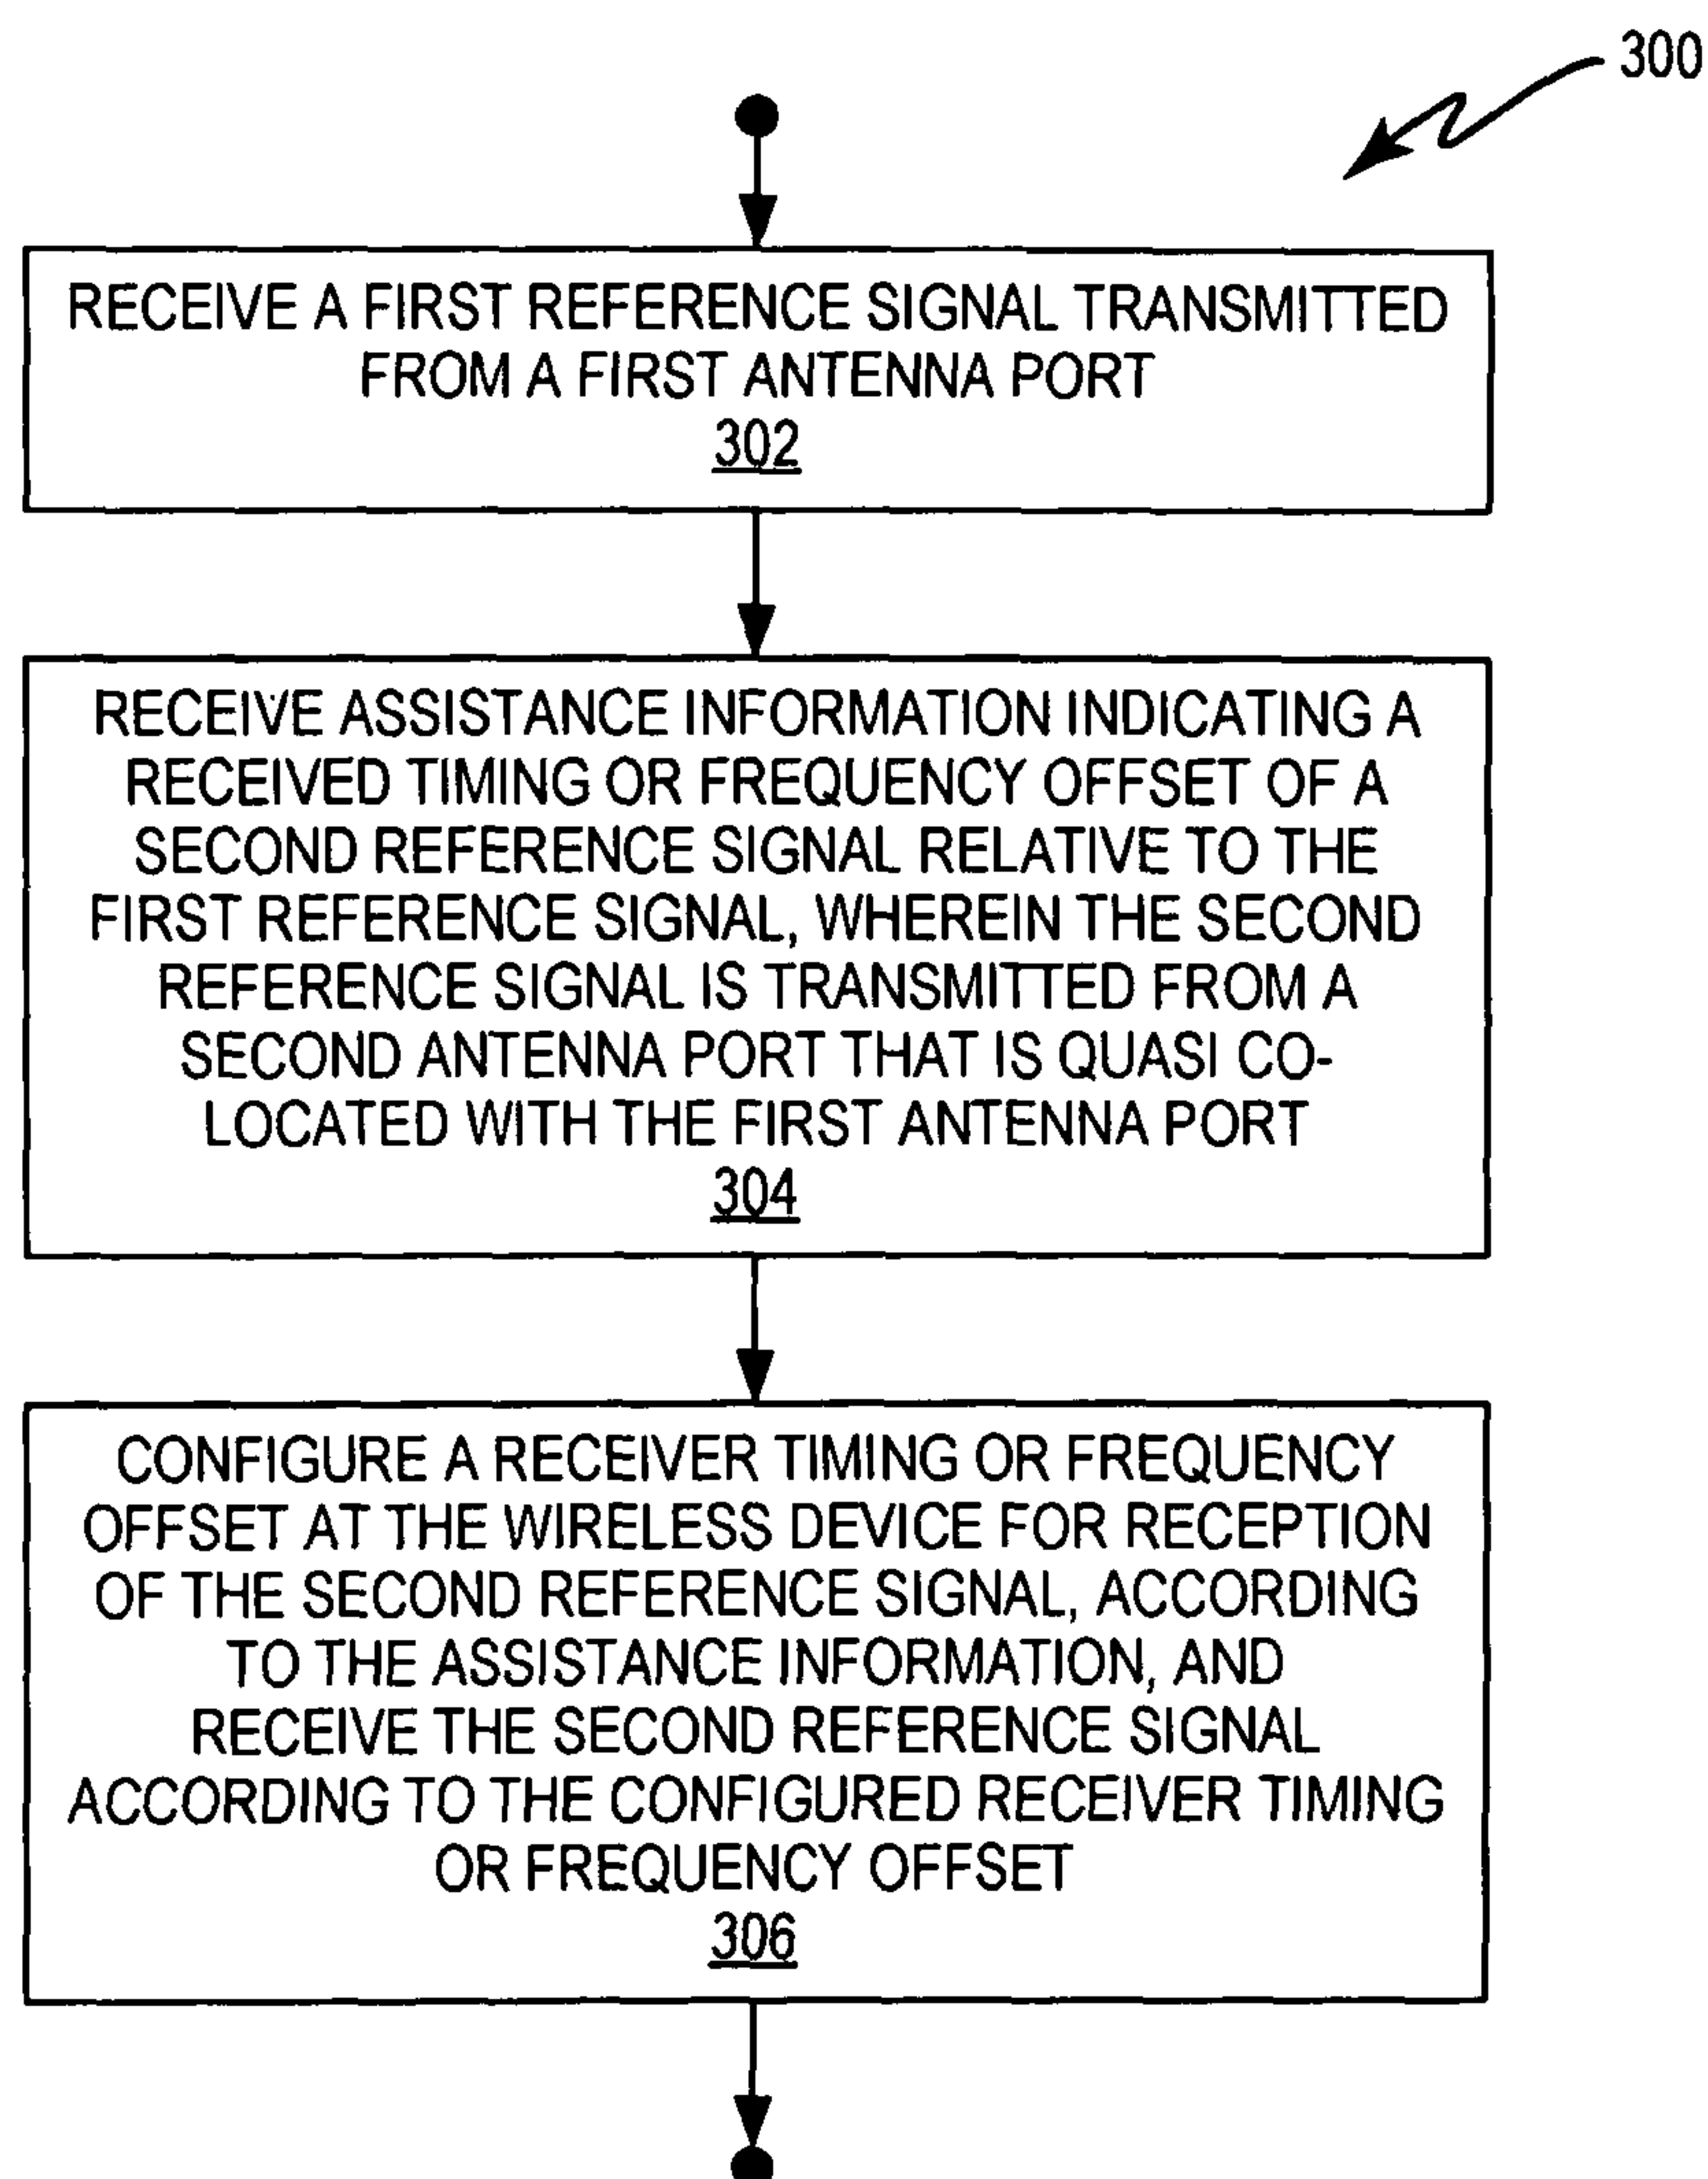 300
RECEIVE A FIRST REFERENCE SIGNAL TRANSMITTED
FROM A FIRST ANTENNA PORT
302
RECEIVE ASSISTANCE INFORMATION INDICATING A
RECEIVED TIMING OR FREQUENCY OFFSET OF A
SECOND REFERENCE SIGNAL RELATIVE TO THE
FIRST REFERENCE SIGNAL, WHEREIN THE SECOND
REFERENCE SIGNAL IS TRANSMITTED FROM A
SECOND ANTENNA PORT THAT IS QUASI CO-
LOCATED WITH THE FIRST ANTENNA PORT
304
CONFIGURE A RECEIVER TIMING OR FREQUENCY
OFFSET AT THE WIRELESS DEVICE FOR RECEPTION
OF THE SECOND REFERENCE SIGNAL, ACCORDING
TO THE ASSISTANCE INFORMATION, AND
RECEIVE THE SECOND REFERENCE SIGNAL
ACCORDING TO THE CONFIGURED RECEIVER TIMING
OR FREQUENCY OFFSET
306